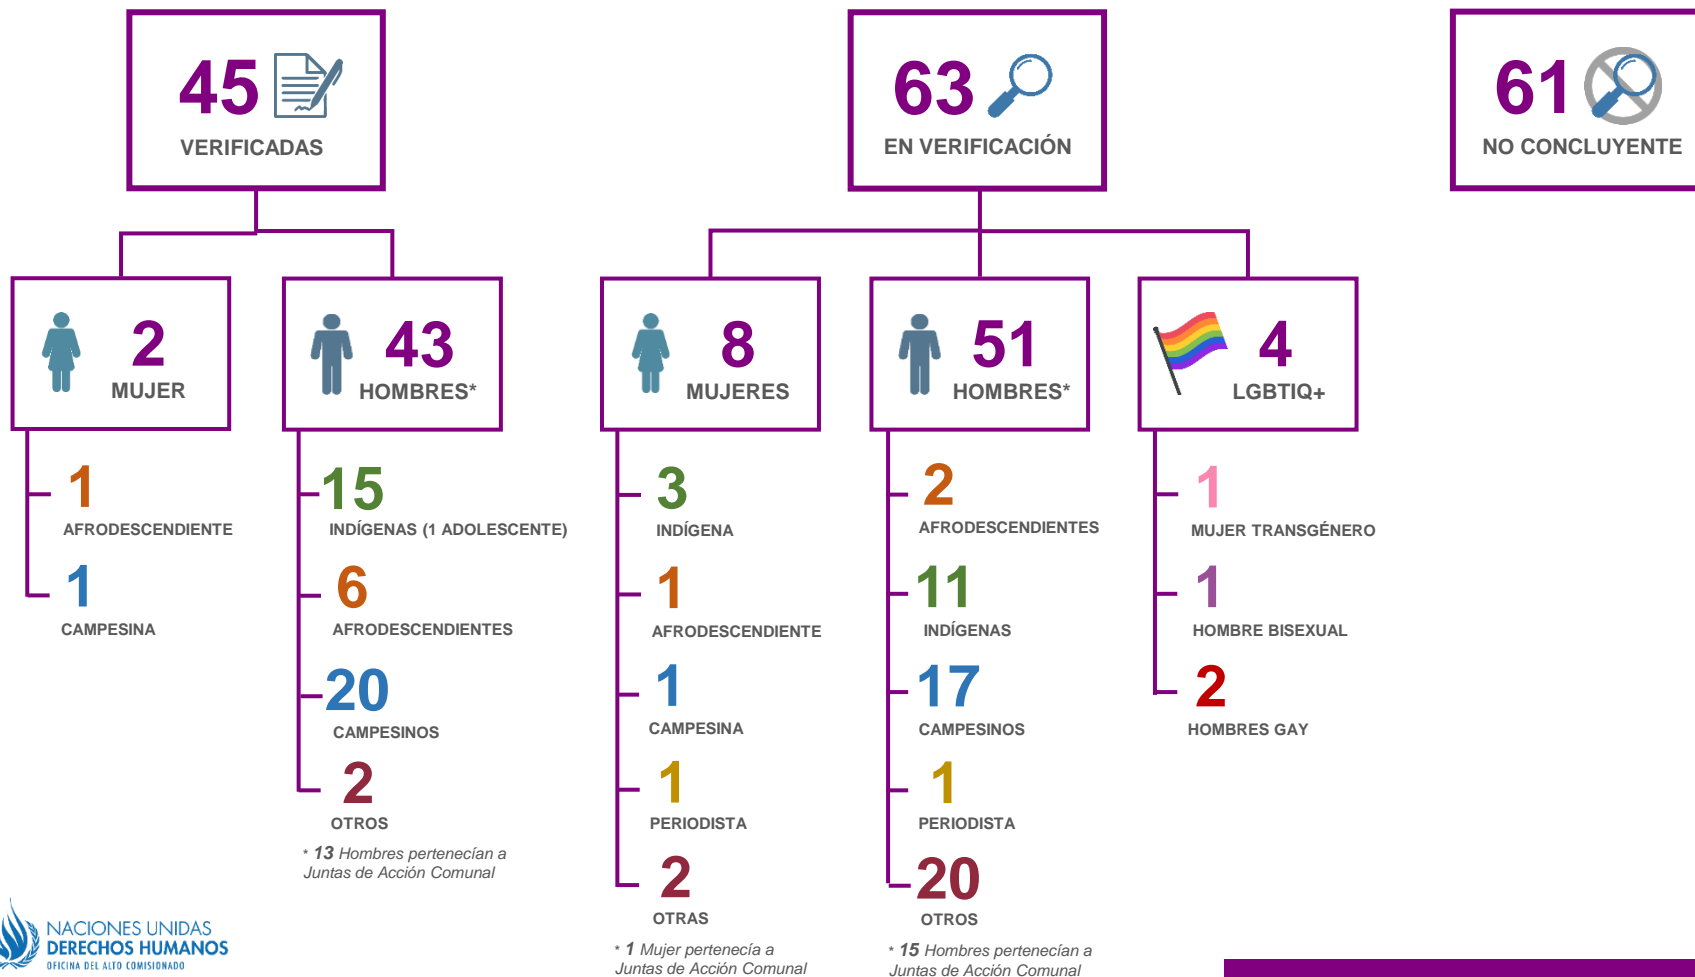 45
VERIFICADAS
63
EN VERIFICACIÓN
61
NO CONCLUYENTE
2
MUJER
43
HOMBRES*
8
MUJERES
51
HOMBRES*
4
LGBTIQ+
1
AFRODESCENDIENTE
1
CAMPESINA
15
INDÍGENAS (1 ADOLESCENTE)
6
AFRODESCENDIENTES
20
CAMPESINOS
2
OTROS
* 13 Hombres pertenecían a
Juntas de Acción Comunal
3
INDÍGENA
1
AFRODESCENDIENTE
1
CAMPESINA
1
PERIODISTA
2
OTRAS
* 1 Mujer pertenecía a
Juntas de Acción Comunal
2
AFRODESCENDIENTES
11
INDÍGENAS
17
CAMPESINOS
1
PERIODISTA
20
OTROS
* 15 Hombres pertenecían a
Juntas de Acción Comunal
1
MUJER TRANSGÉNERO
1
HOMBRE BISEXUAL
2
HOMBRES GAY
NACIONES UNIDAS
DERECHOS HUMANOS
OFICINA DEL ALTO COMISIONADO